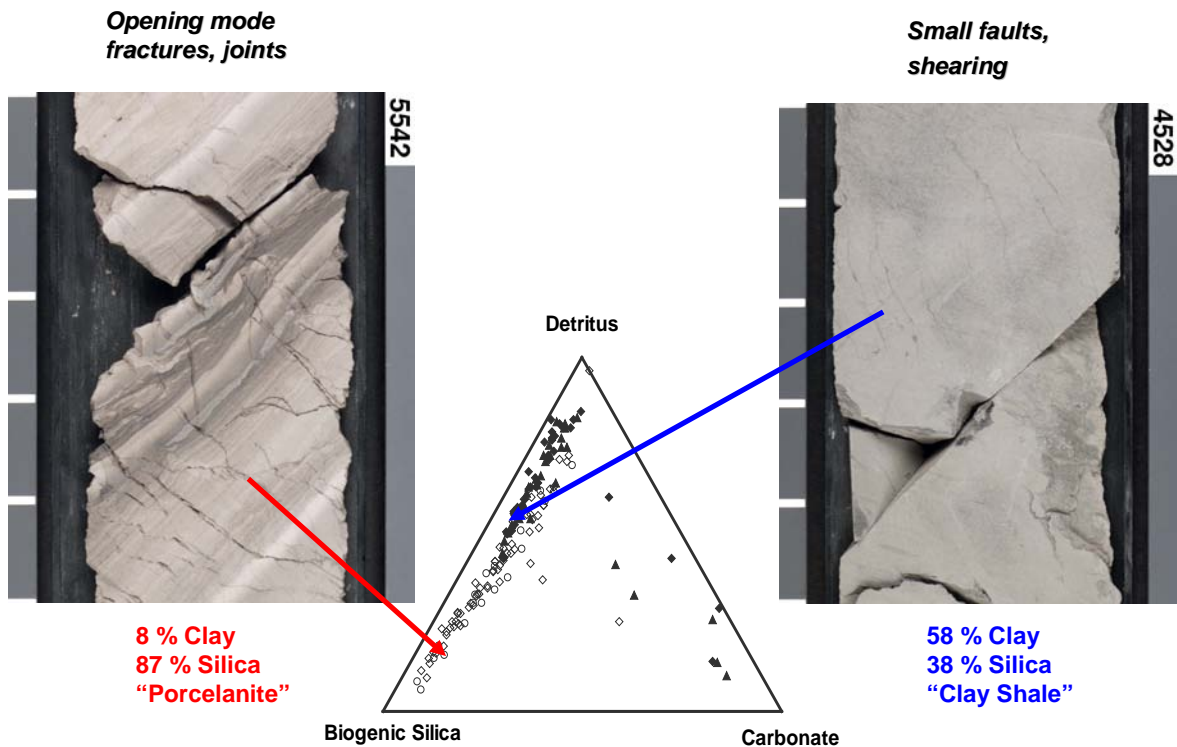 Opening mode
fractures, joints
Small faults,
shearing
5542
4528
Detritus
Biogenic Silica
Carbonate
8 % Clay
87 % Silica
“Porcelanite”
58 % Clay
38 % Silica
“Clay Shale”